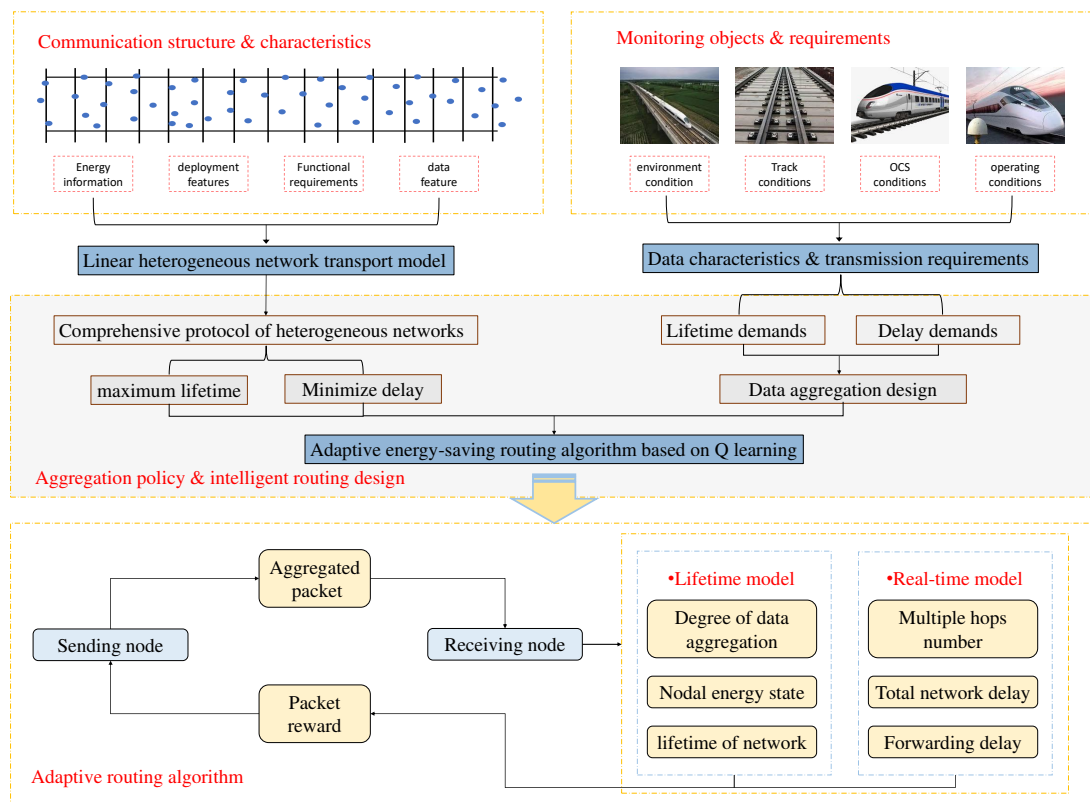 Communication structure & characteristics
Energy
information
deployment
features
Functional
requirements
data
feature
Monitoring objects & requirements
environment
condition
Track
conditions
OCS
conditions
operating
conditions
Linear heterogeneous network transport model
Data characteristics & transmission requirements
Comprehensive protocol of heterogeneous networks
Lifetime demands
Delay demands
maximum lifetime
Minimize delay
Data aggregation design
Adaptive energy-saving routing algorithm based on Q learning
Aggregation policy & intelligent routing design
Aggregated
packet
Sending node
Receiving node
Packet
reward
•Lifetime model
Degree of data
aggregation
Nodal energy state
lifetime of network
•Real-time model
Multiple hops
number
Total network delay
Forwarding delay
Adaptive routing algorithm